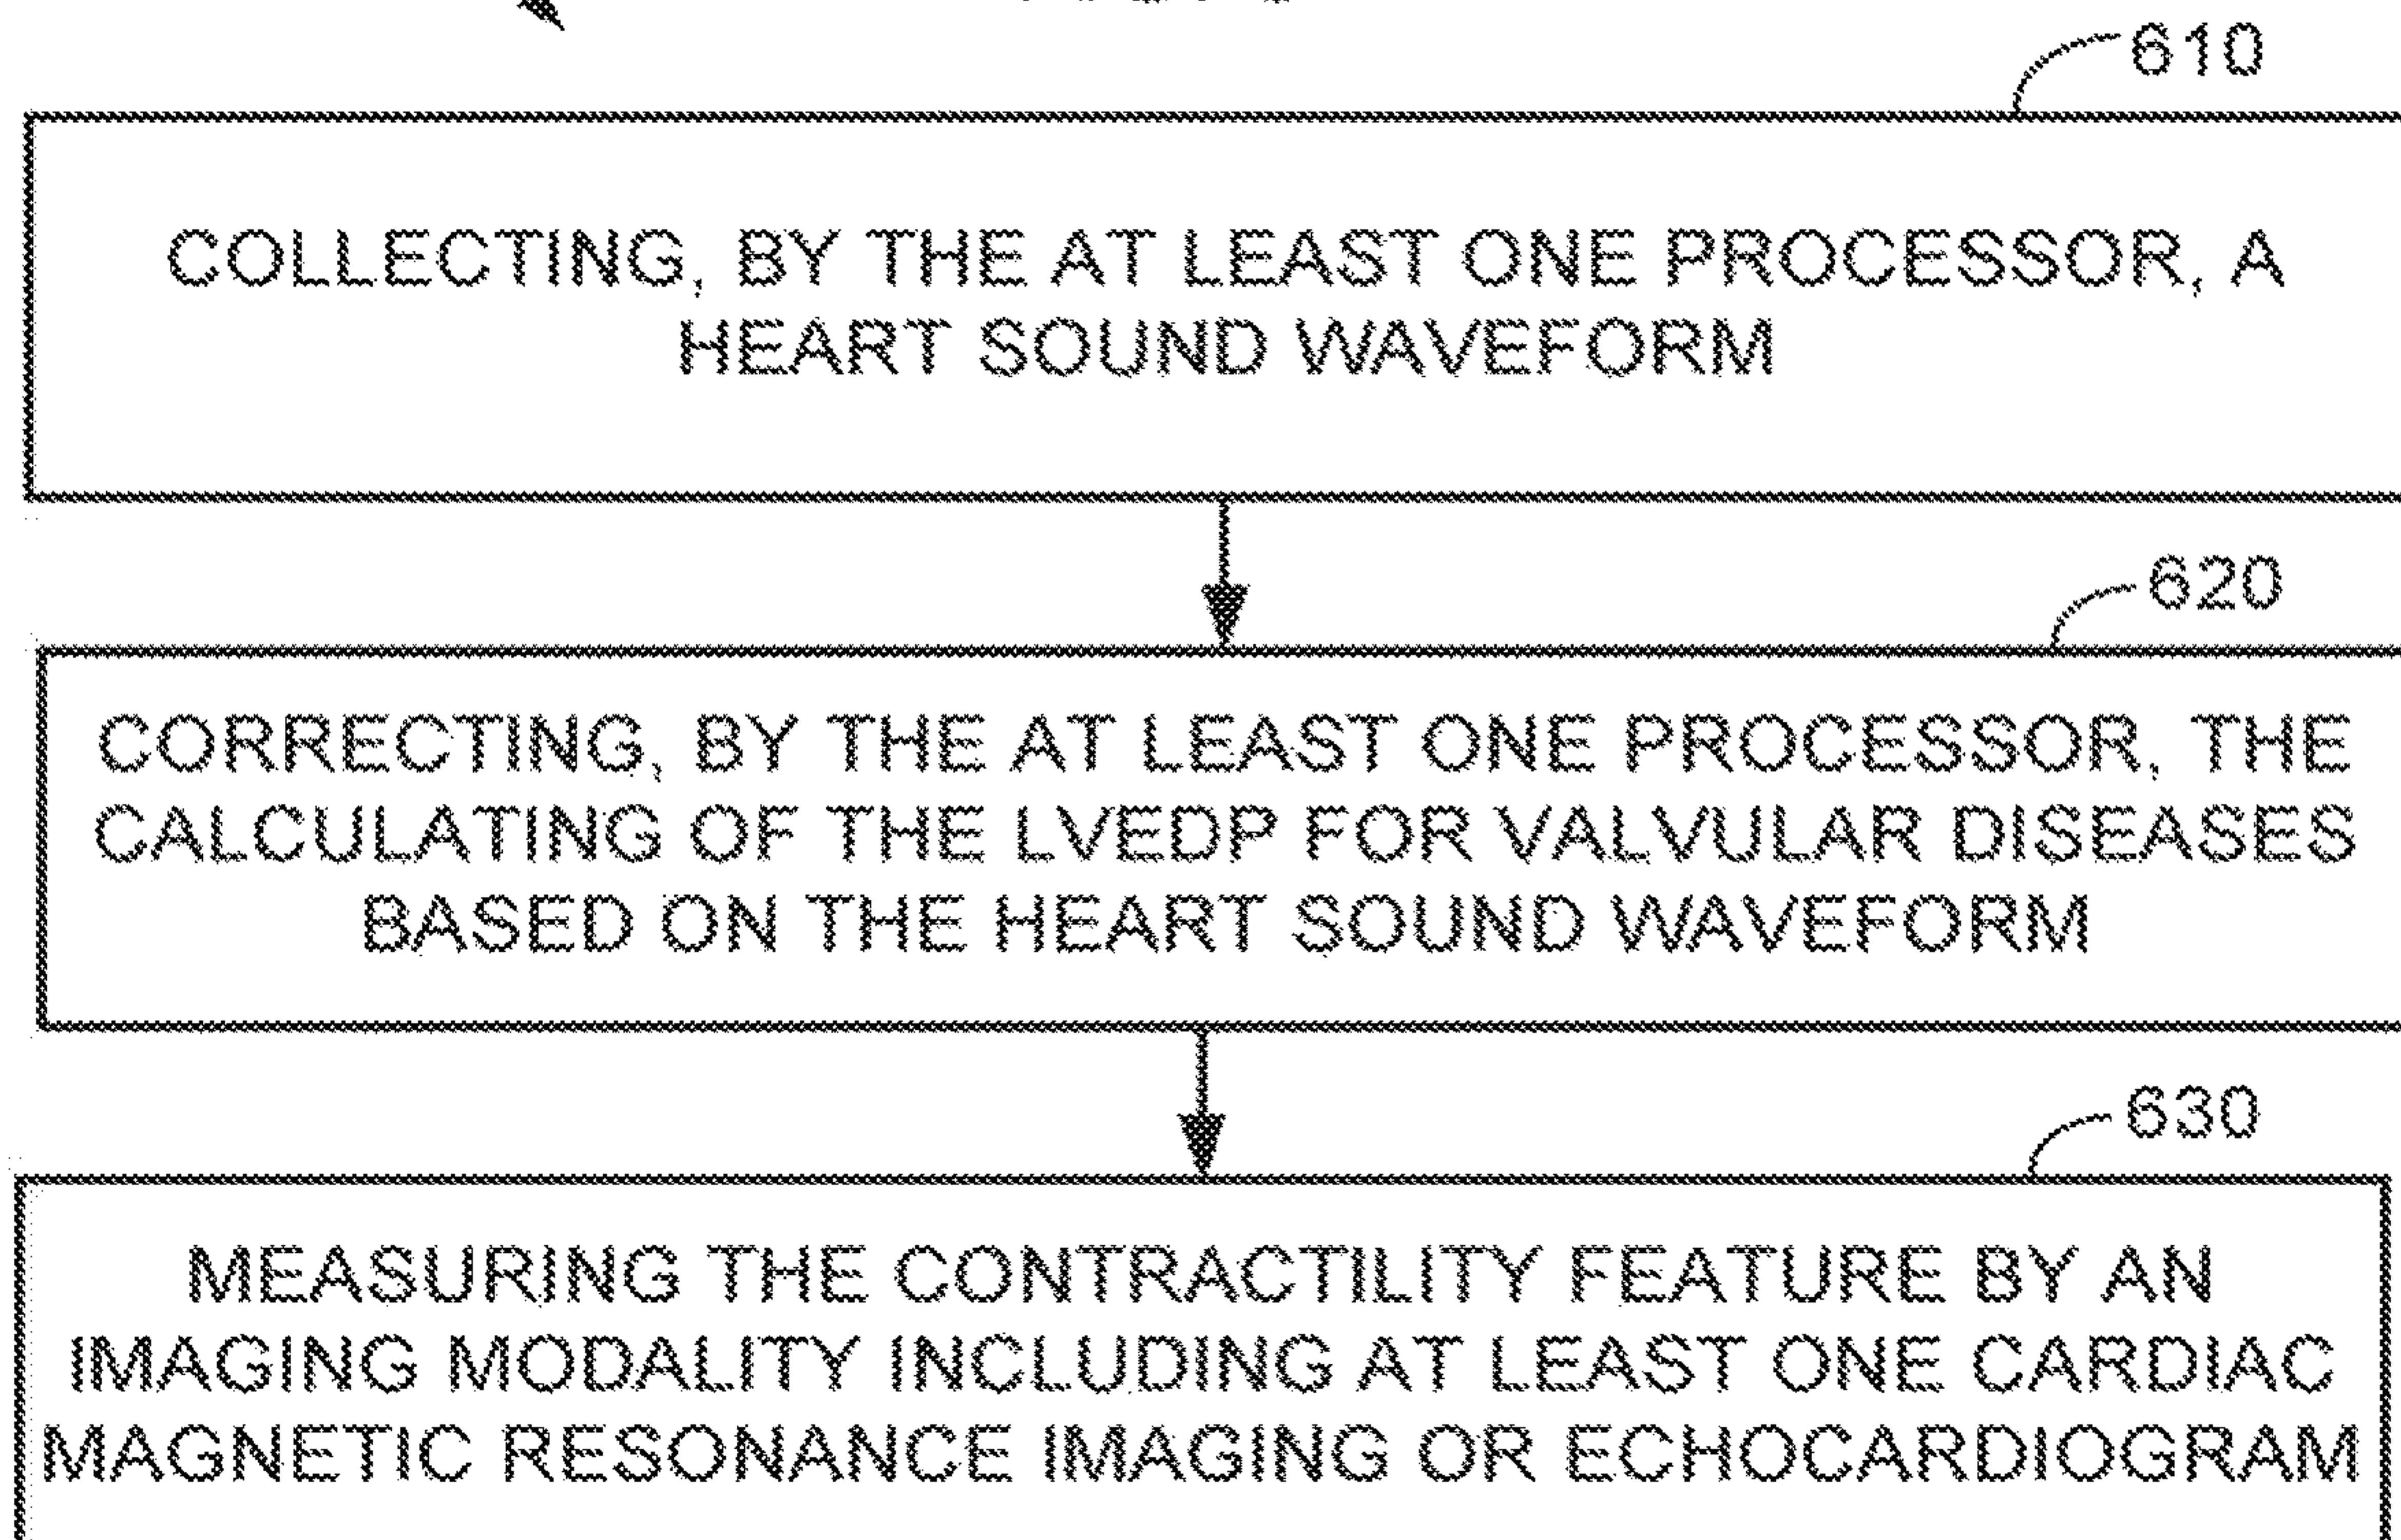 610
COLLECTING, BY THE AT LEAST ONE PROCESSOR, A
HEART SOUND WAVEFORM
620
CORRECTING, BY THE AT LEAST ONE PROCESSOR, THE
CALCULATING OF THE LVEDP FOR VALVULAR DISEASES
BASED ON THE HEART SOUND WAVEFORM
630
MEASURING THE CONTRACTILITY FEATURE BY AN
IMAGING MODALITY INCLUDING AT LEAST ONE CARDIAC
MAGNETIC RESONANCE IMAGING OR ECHOCARDIOGRAM